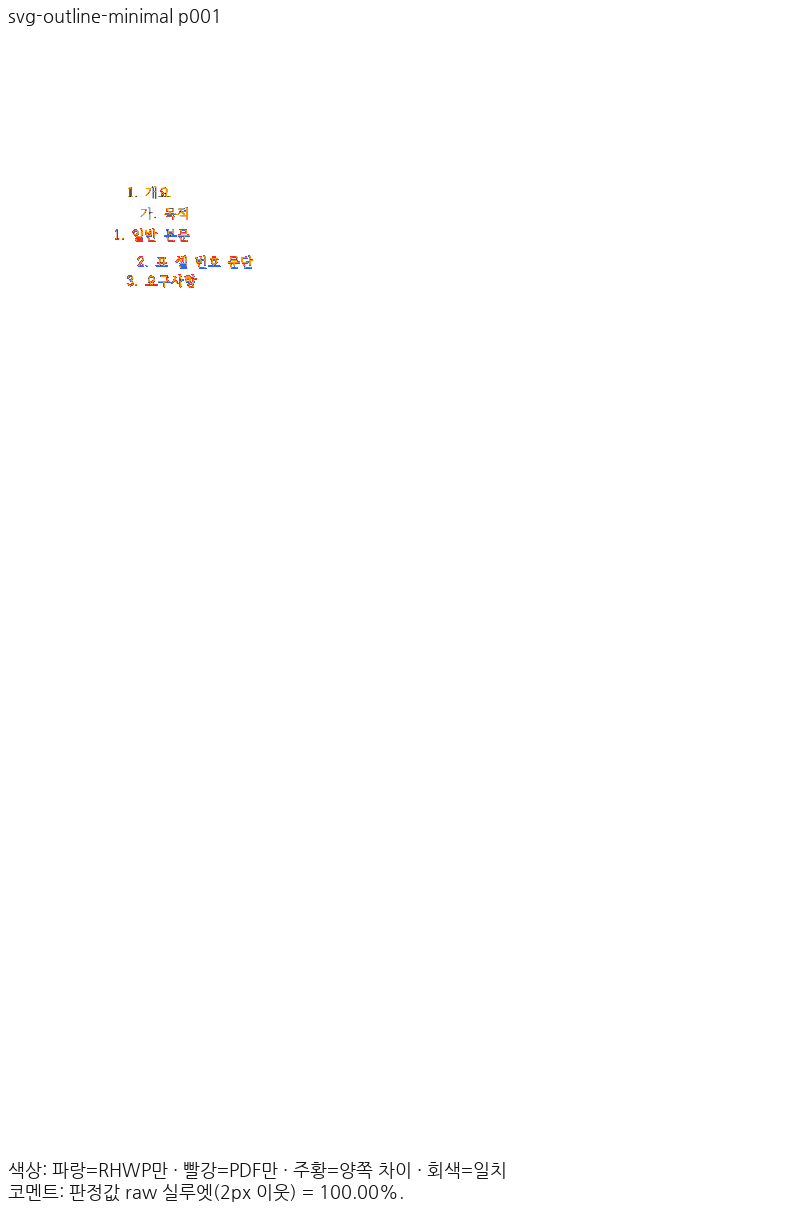 svg-outline-minimal p001
1. 개요
가. 목적
1. 일반 본문
2. 표 셀 번호 문단
3. 요구사항
색상: 파랑=RHWP만 · 빨강=PDF만 · 주황=양쪽 차이 · 회색=일치
코멘트: 판정값 raw 실루엣(2px 이웃) = 100.00%.